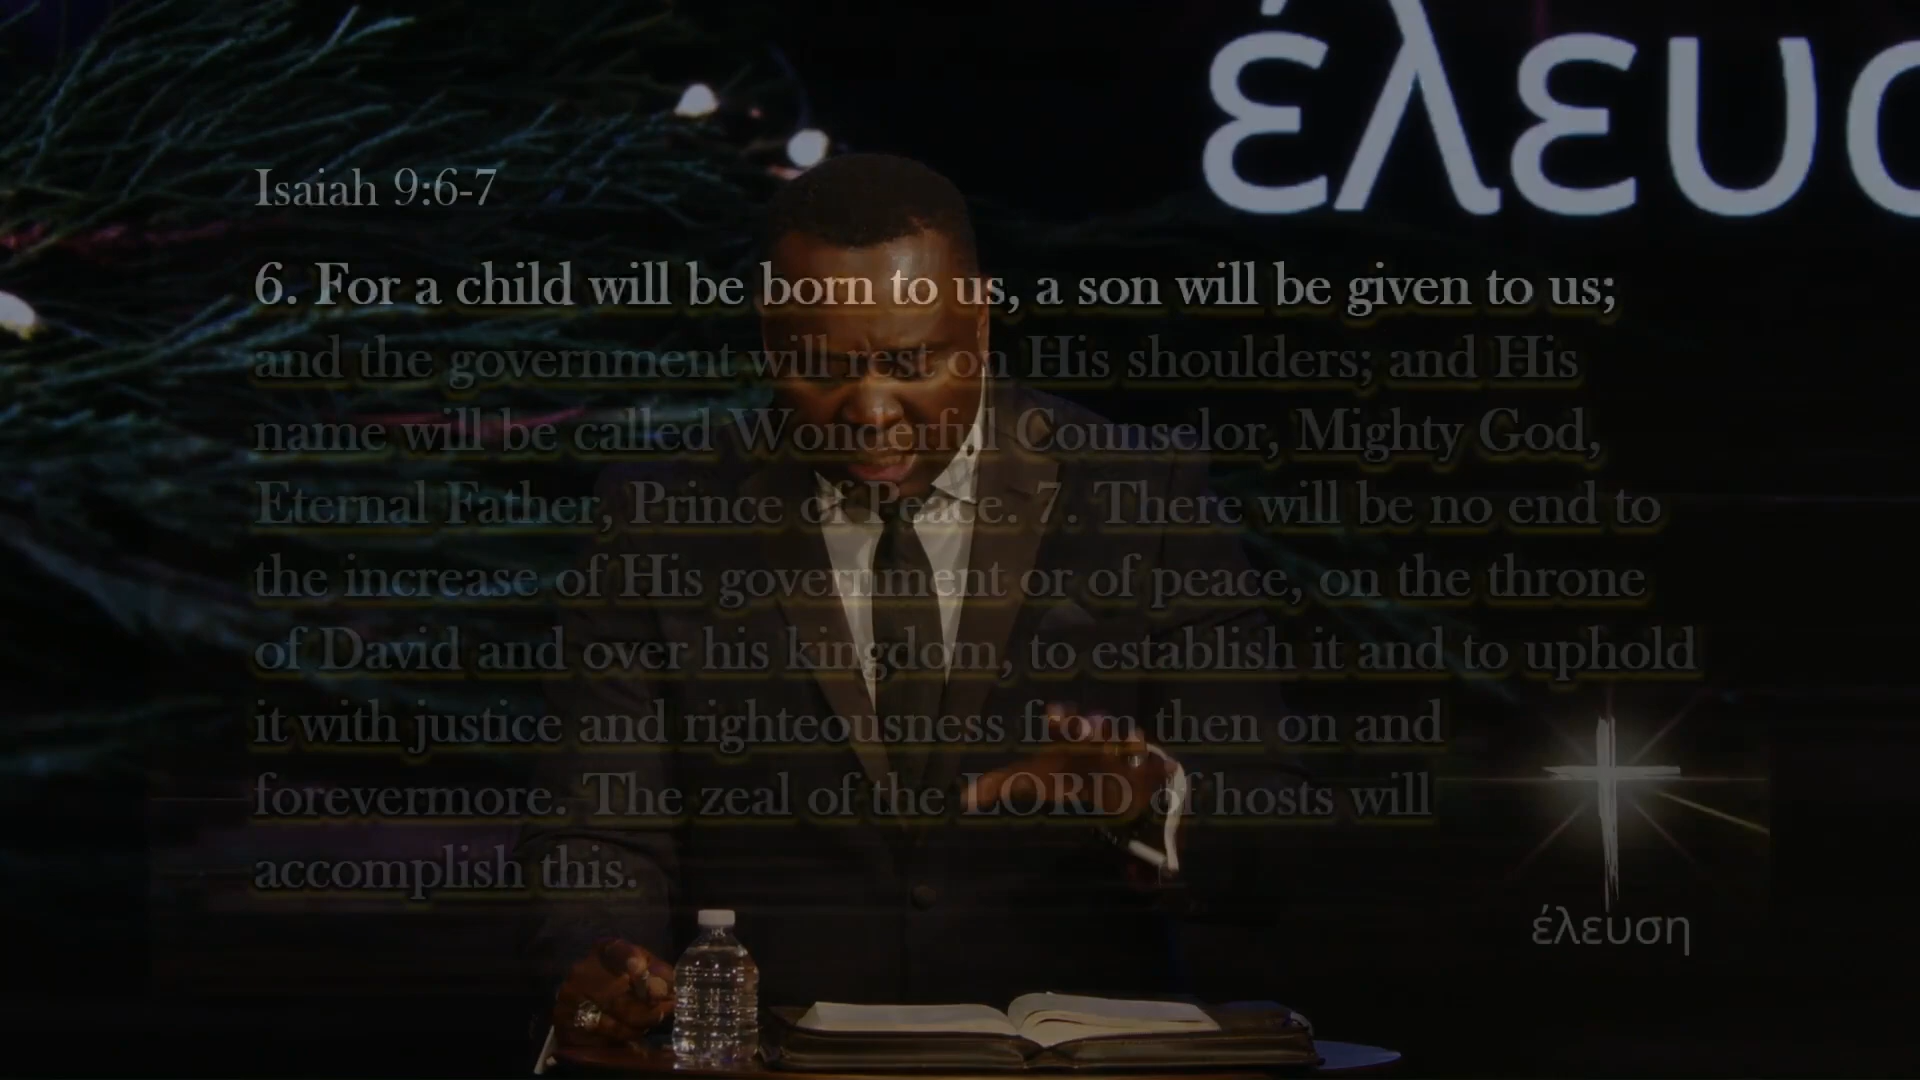 έλευσ
Isaiah 9:6-7
6. For a child will be born to us, a son will be given to us;
and the government will rest on His shoulders; and His
name will be called Wonderful Counselor, Mighty God,
Eternal Father, Prince of Peace. 7. There will be no end to
the increase of His government or of peace, on the throne
of David and over his kingdom, to establish it and to uphold
it with justice and righteousness from then on and
forevermore. The zeal of the LORD of hosts will
accomplish this.
έλευση